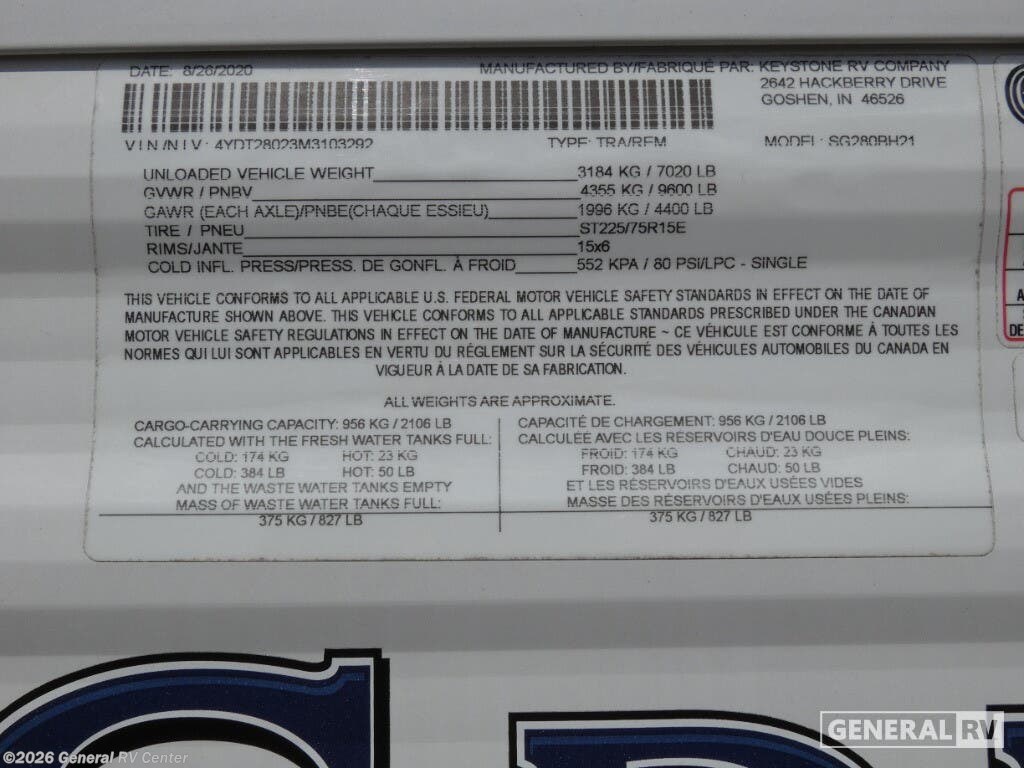 DATE: 8/26/2020
MANUFACTURED BY/FABRIQUÉ PAR: KEYSTONE RV COMPANY
2642 HACKBERRY DRIVE
GOSHEN, IN 46526
VIN/NIV: 4YDT28023M3103292 TYPE: TRA/REM MODEL: SG280BH21
UNLOADED VEHICLE WEIGHT 3184 KG / 7020 LB
GVWR / PNBV 4355 KG / 9600 LB
GAWR (EACH AXLE)/PNBE(CHAQUE ESSIEU) 1996 KG / 4400 LB
TIRE / PNEU ST225/75R15E
RIMS/JANTE 15x6
COLD INFL. PRESS/PRESS. DE GONFL. À FROID 552 KPA / 80 PSI/LPC - SINGLE
THIS VEHICLE CONFORMS TO ALL APPLICABLE U.S. FEDERAL MOTOR VEHICLE SAFETY STANDARDS IN EFFECT ON THE DATE OF
MANUFACTURE SHOWN ABOVE. THIS VEHICLE CONFORMS TO ALL APPLICABLE STANDARDS PRESCRIBED UNDER THE CANADIAN
MOTOR VEHICLE SAFETY REGULATIONS IN EFFECT ON THE DATE OF MANUFACTURE ~ CE VÉHICULE EST CONFORME À TOUTES LES
NORMES QUI LUI SONT APPLICABLES EN VERTU DU RÉGLEMENT SUR LA SÉCURITÉ DES VÉHICULES AUTOMOBILES DU CANADA EN
VIGUEUR À LA DATE DE SA FABRICATION.
ALL WEIGHTS ARE APPROXIMATE.
CARGO-CARRYING CAPACITY: 956 KG / 2106 LB
CALCULATED WITH THE FRESH WATER TANKS FULL:
COLD: 174 KG HOT: 23 KG
COLD: 384 LB HOT: 50 LB
AND THE WASTE WATER TANKS EMPTY
MASS OF WASTE WATER TANKS FULL:
375 KG / 827 LB
CAPACITÉ DE CHARGEMENT: 956 KG / 2106 LB
CALCULÉE AVEC LES RÉSERVOIRS D'EAU DOUCE PLEINS:
FROID: 174 KG CHAUD: 23 KG
FROID: 384 LB CHAUD: 50 LB
ET LES RÉSERVOIRS D'EAUX USÉES VIDES
MASSE DES RÉSERVOIRS D'EAUX USÉES PLEINS:
375 KG / 827 LB
GENERAL RV
©2026 General RV Center